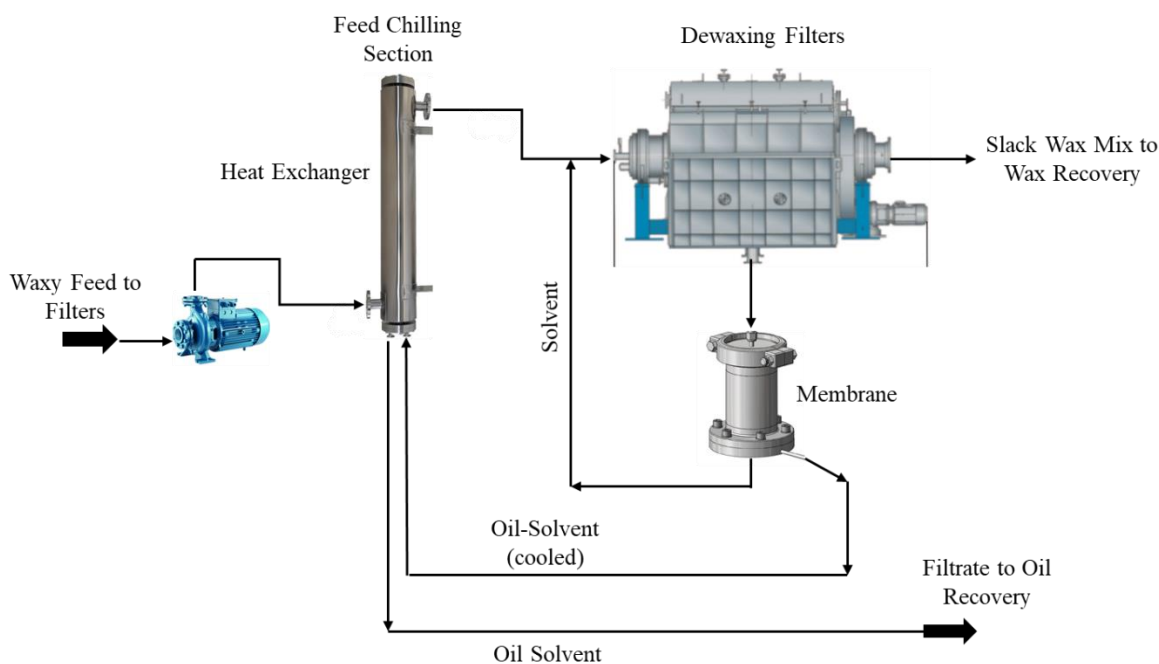 Feed Chilling
Section
Dewaxing Filters
Heat Exchanger
Slack Wax Mix to
Wax Recovery
Waxy Feed to
Filters
Solvent
Membrane
Oil-Solvent
(cooled)
Filtrate to Oil
Recovery
Oil Solvent